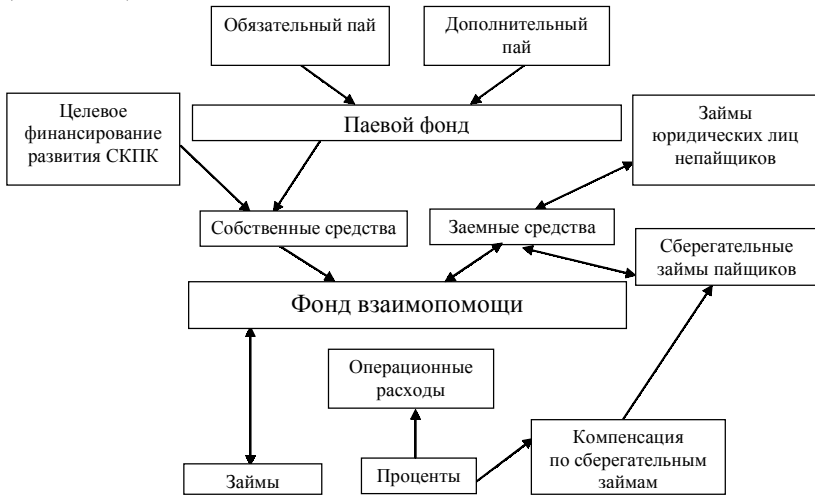 Обязательный пай
Дополнительный
пай
Целевое
финансирование
развития СКПК
Паевой фонд
Займы
юридических лиц
непайщиков
Собственные средства
Заемные средства
Сберегательные
займы пайщиков
Фонд взаимопомощи
Операционные
расходы
Займы
Проценты
Компенсация
по сберегательным
займам